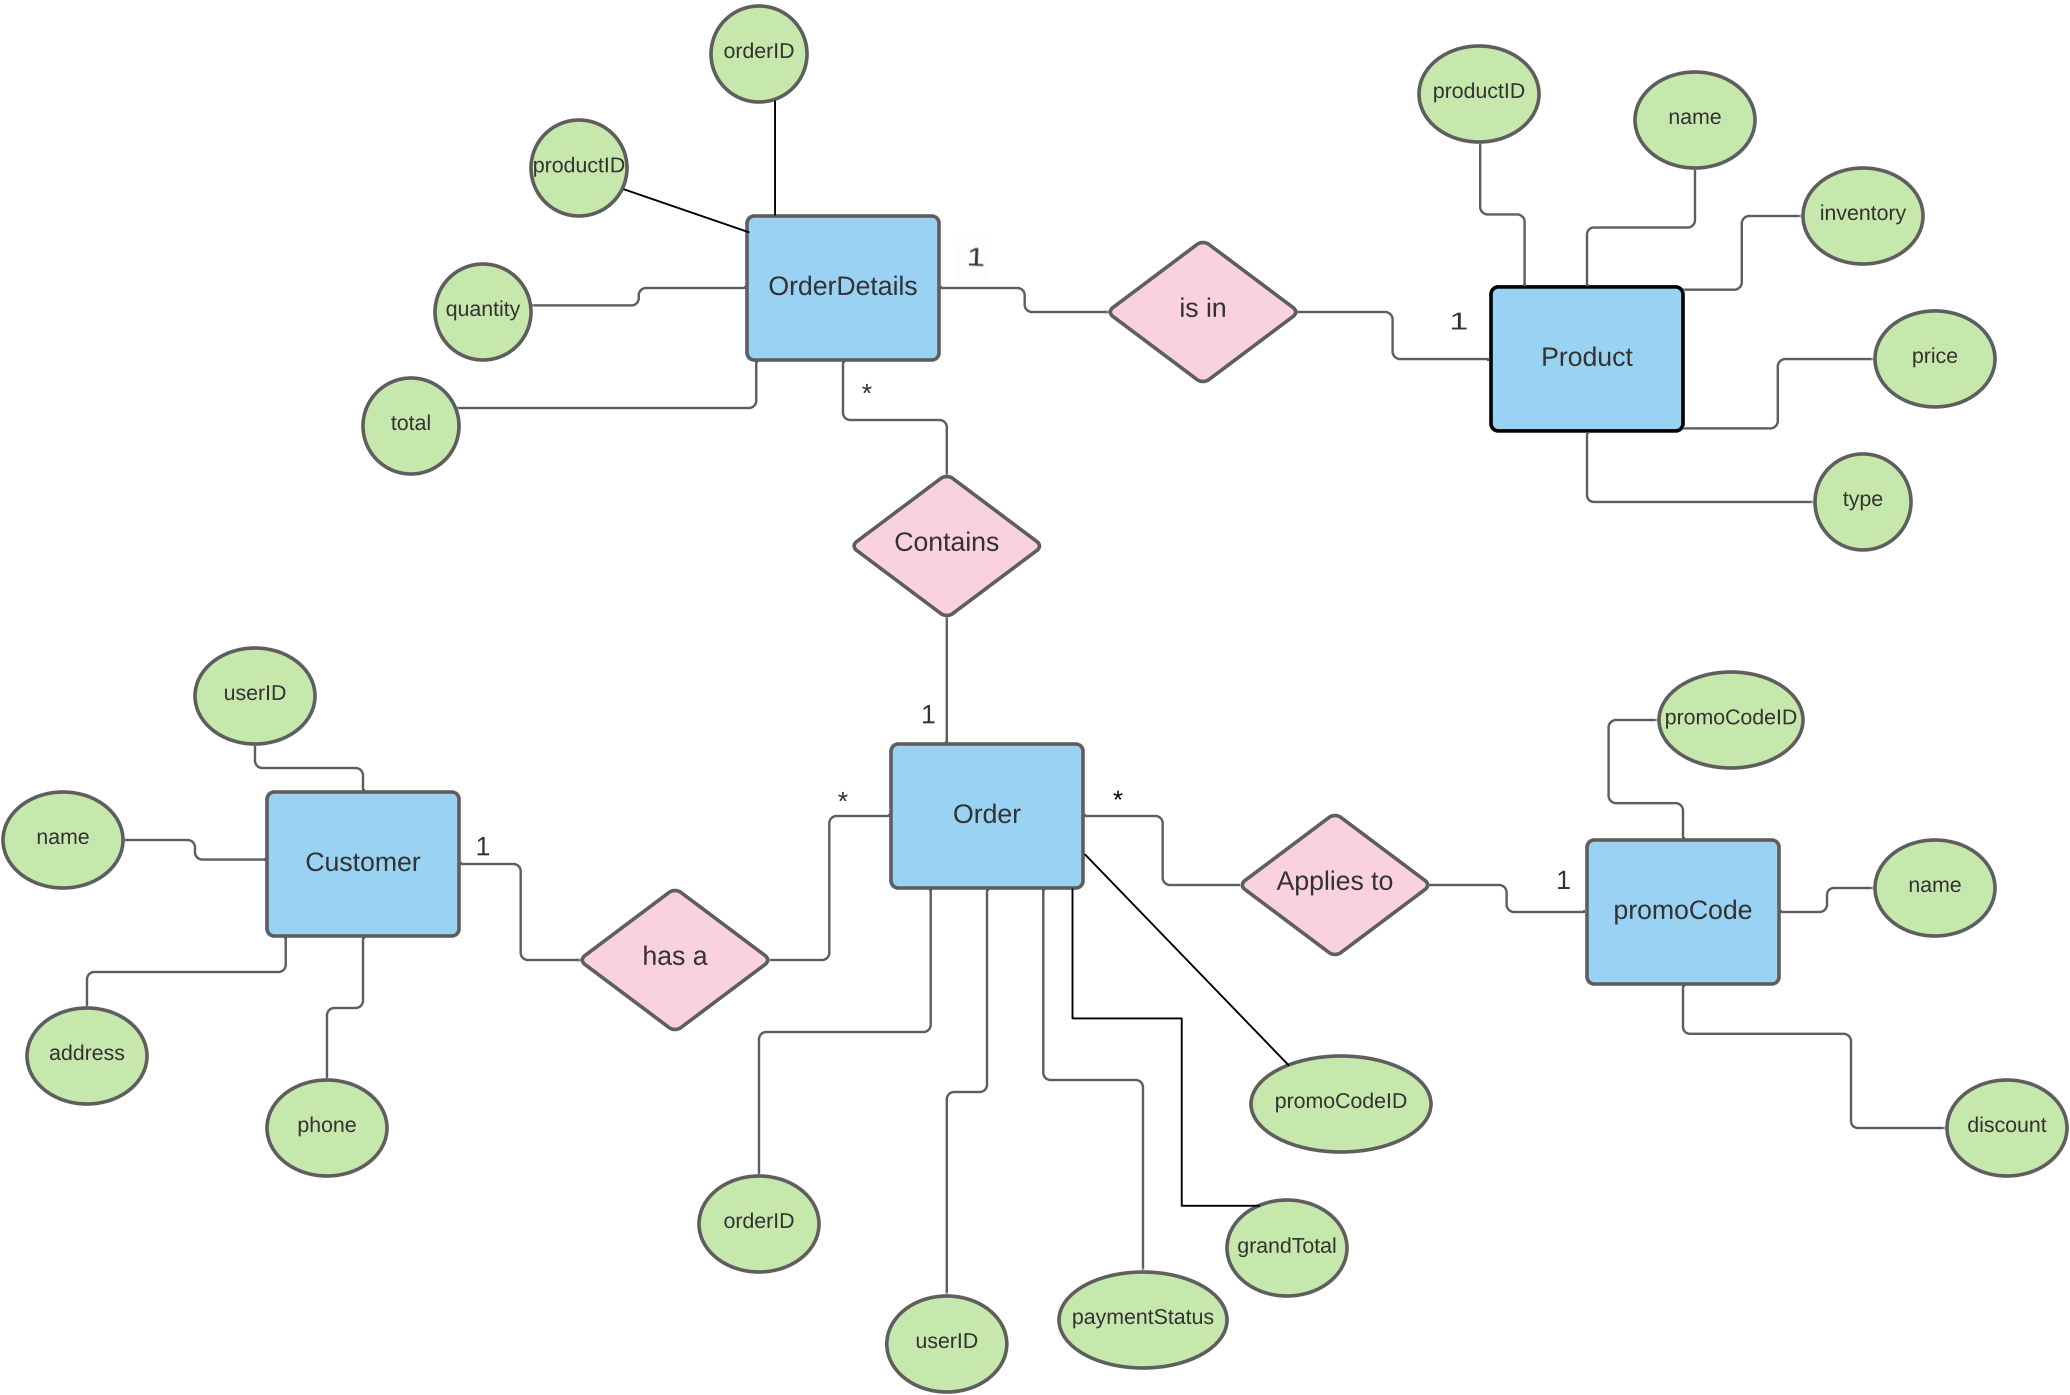 orderID
productID
name
productID
inventory
1
OrderDetails
is in
quantity
1
Product
price
*
total
type
Contains
userID
1
promoCodeID
*
*
Order
name
1
Customer
Applies to
1
name
promoCode
has a
address
promoCodeID
phone
discount
orderID
grandTotal
paymentStatus
userID